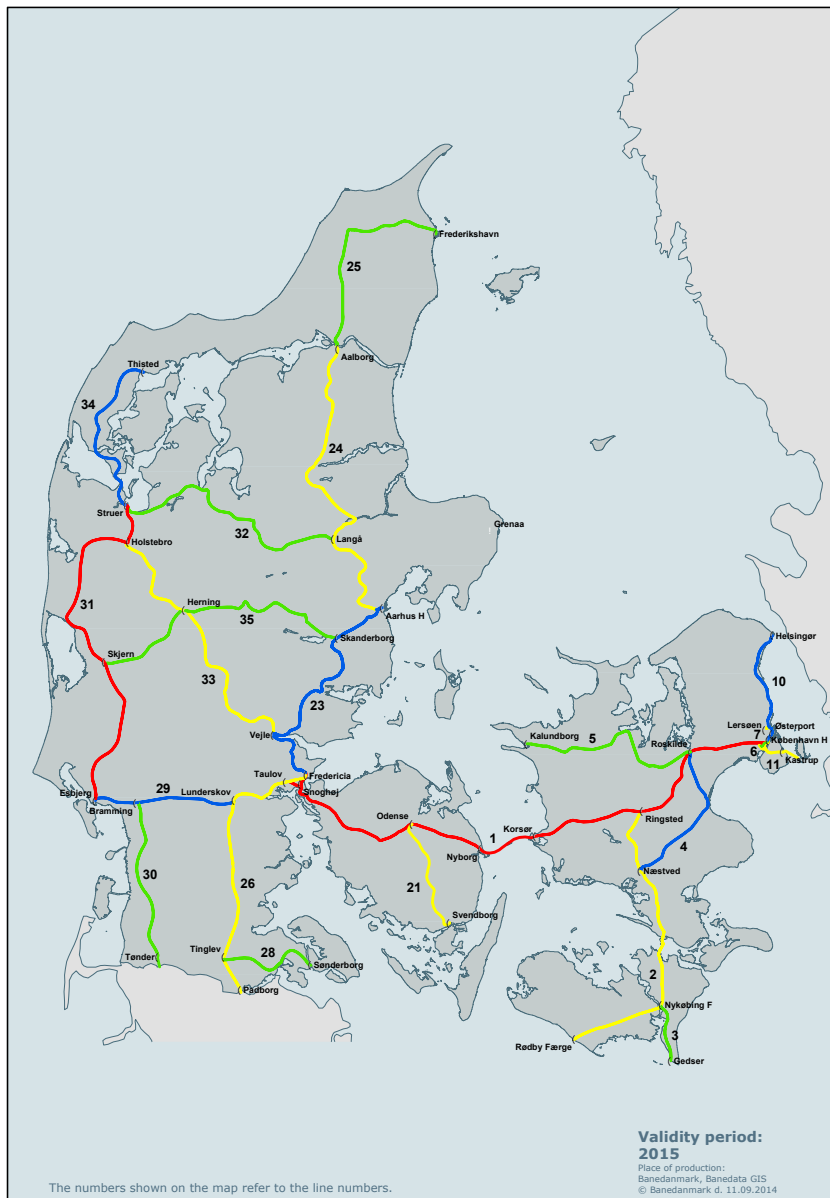 Frederikshavn
25
Aalborg
Thisted
34
24
Struer
32
Grenaa
Holstebro
Langå
31
Herning
35
Aarhus H
Skanderborg
Skjern
33
23
Helsingør
10
Lersøen
Østerport
7
København H
6
11
Kastrup
Kalundborg
5
Roskilde
Vejle
Taulov
Fredericia
Snoghøj
29
Lunderskov
Esbjerg
Bramming
Odense
1
Korsør
Ringsted
4
Nyborg
Næstved
30
26
21
Svendborg
Tønder
Tinglev
28
Sønderborg
Padborg
2
Nykøbing F
3
Rødby Færge
Gedser
Validity period:
2015
Place of production:
Banedanmark, Banedata GIS
© Banedanmark d. 11.09.2014
The numbers shown on the map refer to the line numbers.